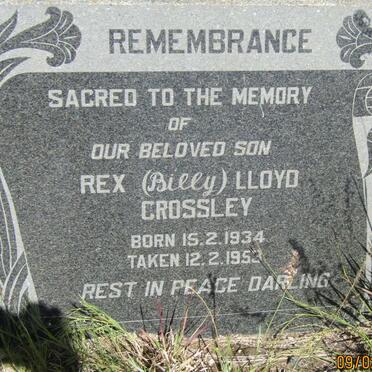 REMEMBRANCE
SACRED TO THE MEMORY
OF
OUR BELOVED SON
REX (Billy) LLOYD
CROSSLEY
BORN 15.2.1934
TAKEN 12.2.1953
REST IN PEACE DARLING